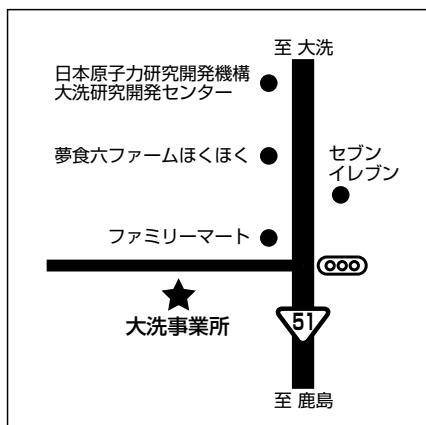 至 大洗
日本原子力研究開発機構
大洗研究開発センター
夢食六ファームほくほく
セブン
イレブン
ファミリーマート
大洗事業所
51
至 鹿島